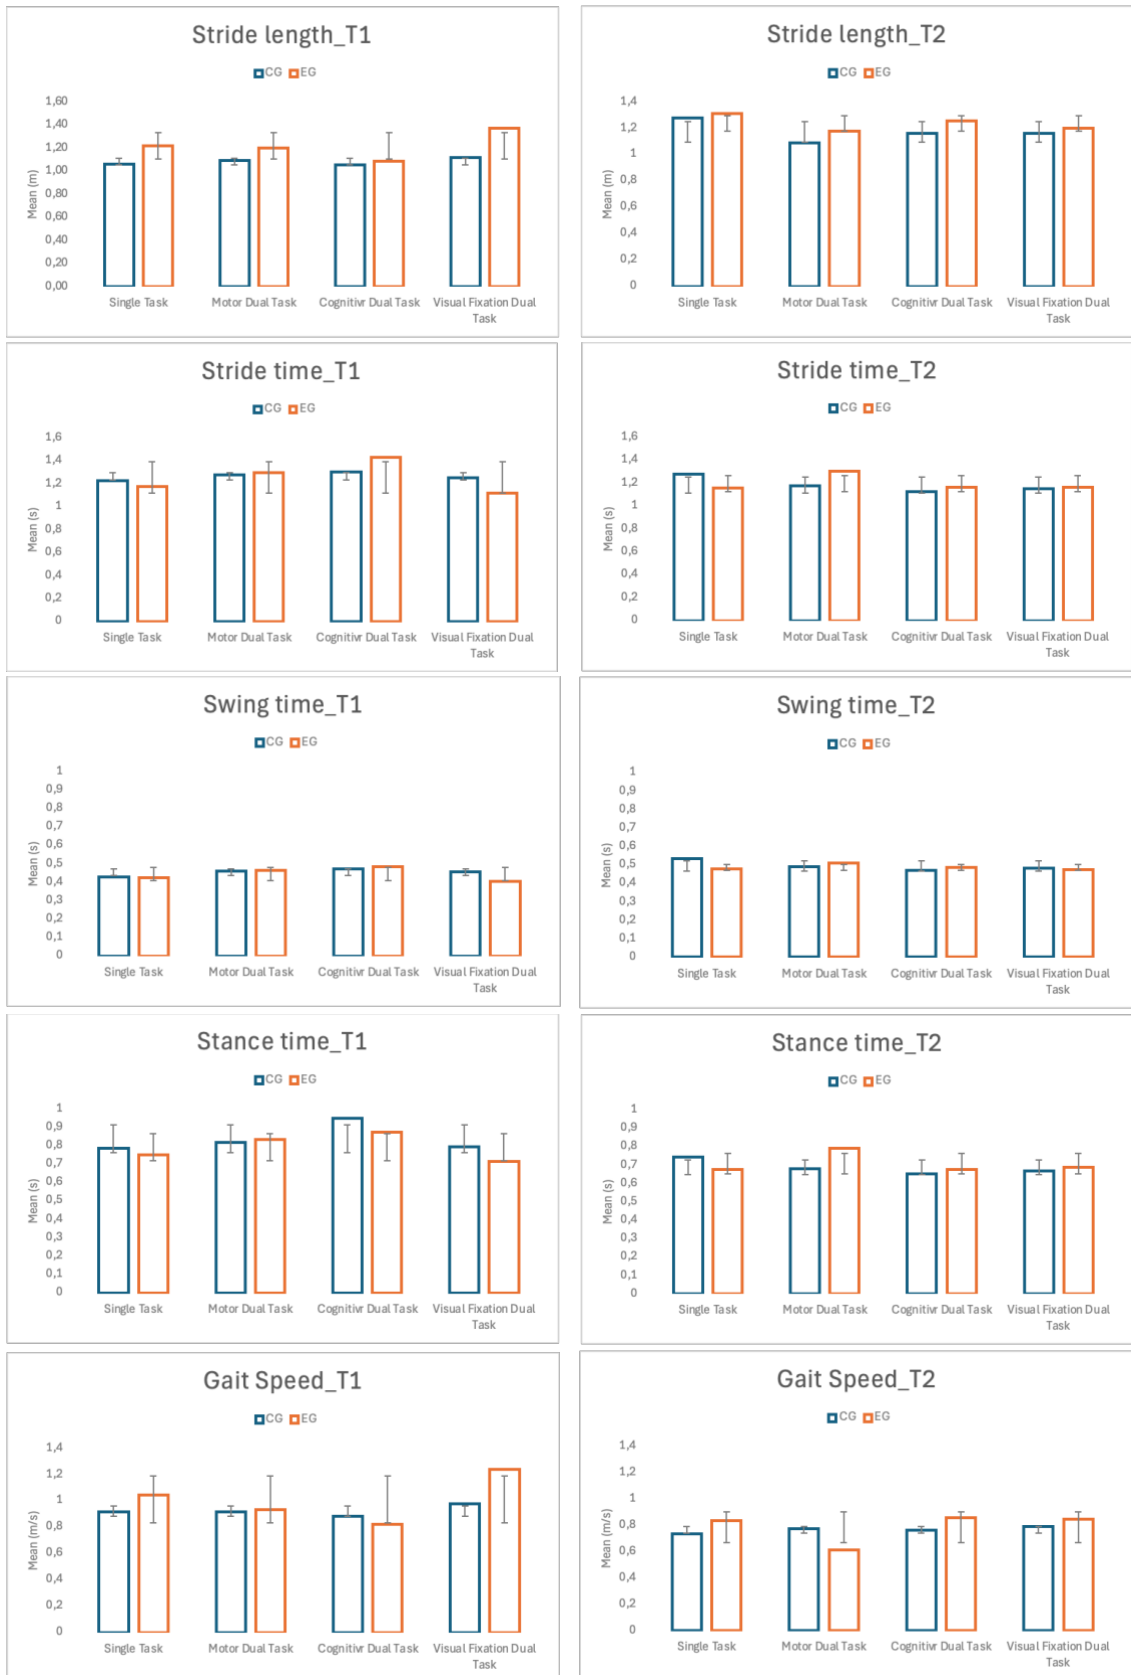 Stride length_T1
CG EG
1,60
1,40
1,20
1,00
0,80
0,60
0,40
0,20
0,00
Mean (m)
Single Task
Motor Dual Task
Cognitivr Dual Task
Visual Fixation Dual
Task
Stride length_T2
CG EG
1,4
1,2
1
0,8
0,6
0,4
0,2
0
Mean (m)
Single Task
Motor Dual Task
Cognitivr Dual Task
Visual Fixation Dual
Task
Stride time_T1
CG EG
1,6
1,4
1,2
1
0,8
0,6
0,4
0,2
0
Mean (s)
Single Task
Motor Dual Task
Cognitivr Dual Task
Visual Fixation Dual
Task
Stride time_T2
CG EG
1,6
1,4
1,2
1
0,8
0,6
0,4
0,2
0
Mean (s)
Single Task
Motor Dual Task
Cognitivr Dual Task
Visual Fixation Dual
Task
Swing time_T1
CG EG
1
0,9
0,8
0,7
0,6
0,5
0,4
0,3
0,2
0,1
0
Mean (s)
Single Task
Motor Dual Task
Cognitivr Dual Task
Visual Fixation Dual
Task
Swing time_T2
CG EG
1
0,9
0,8
0,7
0,6
0,5
0,4
0,3
0,2
0,1
0
Mean (s)
Single Task
Motor Dual Task
Cognitivr Dual Task
Visual Fixation Dual
Task
Stance time_T1
CG EG
1
0,9
0,8
0,7
0,6
0,5
0,4
0,3
0,2
0,1
0
Mean (s)
Single Task
Motor Dual Task
Cognitivr Dual Task
Visual Fixation Dual
Task
Stance time_T2
CG EG
1
0,9
0,8
0,7
0,6
0,5
0,4
0,3
0,2
0,1
0
Mean (s)
Single Task
Motor Dual Task
Cognitivr Dual Task
Visual Fixation Dual
Task
Gait Speed_T1
CG EG
1,4
1,2
1
0,8
0,6
0,4
0,2
0
Mean (m/s)
Single Task
Motor Dual Task
Cognitivr Dual Task
Visual Fixation Dual
Task
Gait Speed_T2
CG EG
1,4
1,2
1
0,8
0,6
0,4
0,2
0
Mean (m/s)
Single Task
Motor Dual Task
Cognitivr Dual Task
Visual Fixation Dual
Task